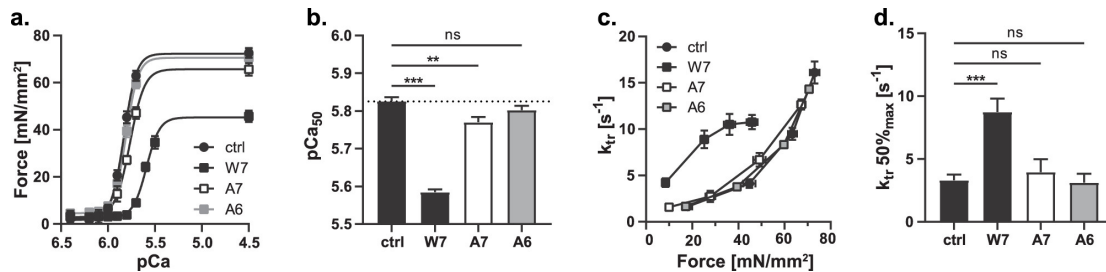 a.
Force [mN/mm²]
80
60
40
20
0
6.5 6.0 5.5 5.0 4.5
pCa
ctrl
W7
A7
A6
b.
pCa₅₀
6.0
5.9
5.8
5.7
5.6
5.5
ns
**
***
ctrl W7 A7 A6
c.
kₜᵣ [s⁻¹]
20
15
10
5
0
ctrl
W7
A7
A6
0 20 40 60 80
Force [mN/mm²]
d.
kₜᵣ 50%ₘₐₓ [s⁻¹]
15
10
5
0
ns
ns
***
ctrl W7 A7 A6